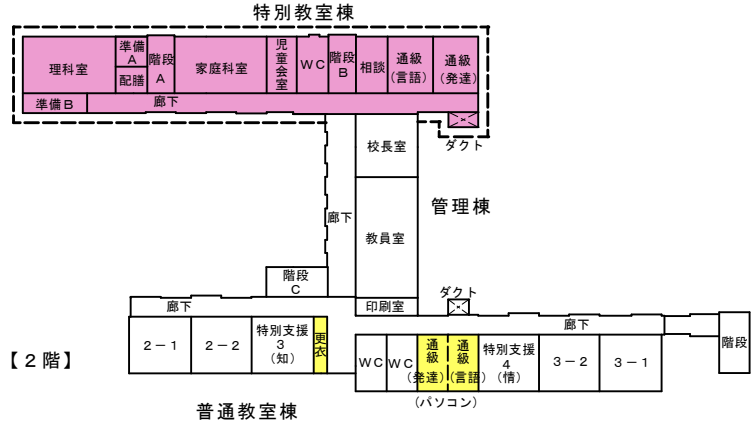 特別教室棟
理科室
準備
A
配膳
階段
A
家庭科室
児童会室
WC
階段
B
相談
通級
(言語)
通級
(発達)
準備B
廊下
ダクト
校長室
管理棟
廊下
教員室
階段
C
印刷室
ダクト
廊下
廊下
2-1
2-2
特別支援
3
(知)
更衣
WC
WC
通級
(発達)
通級
(言語)
特別支援
4
(情)
3-2
3-1
階段
【2階】
(パソコン)
普通教室棟